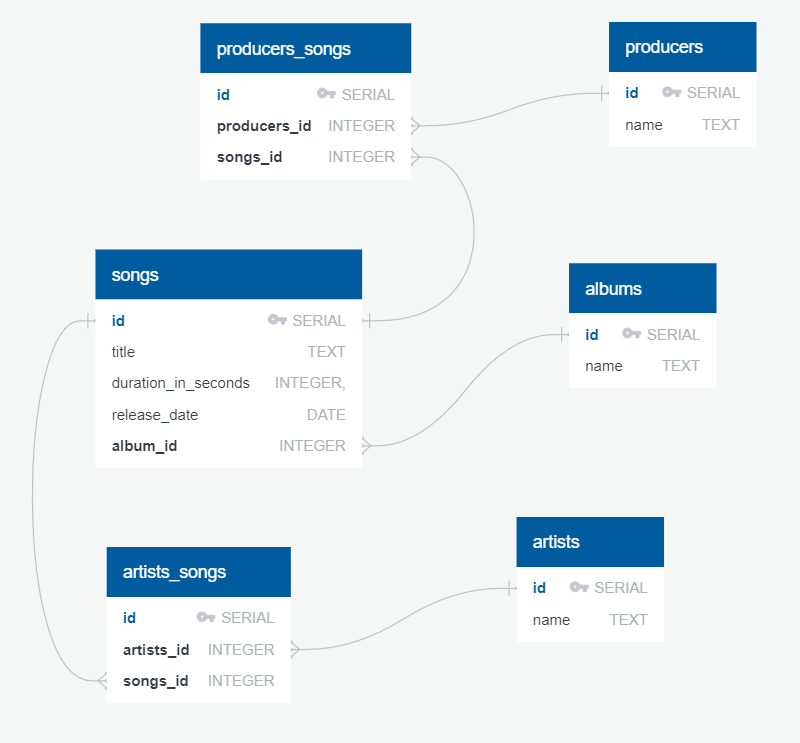 producers_songs
id SERIAL
producers_id INTEGER
songs_id INTEGER
producers
id SERIAL
name TEXT
songs
id SERIAL
title TEXT
duration_in_seconds INTEGER,
release_date DATE
album_id INTEGER
albums
id SERIAL
name TEXT
artists_songs
id SERIAL
artists_id INTEGER
songs_id INTEGER
artists
id SERIAL
name TEXT